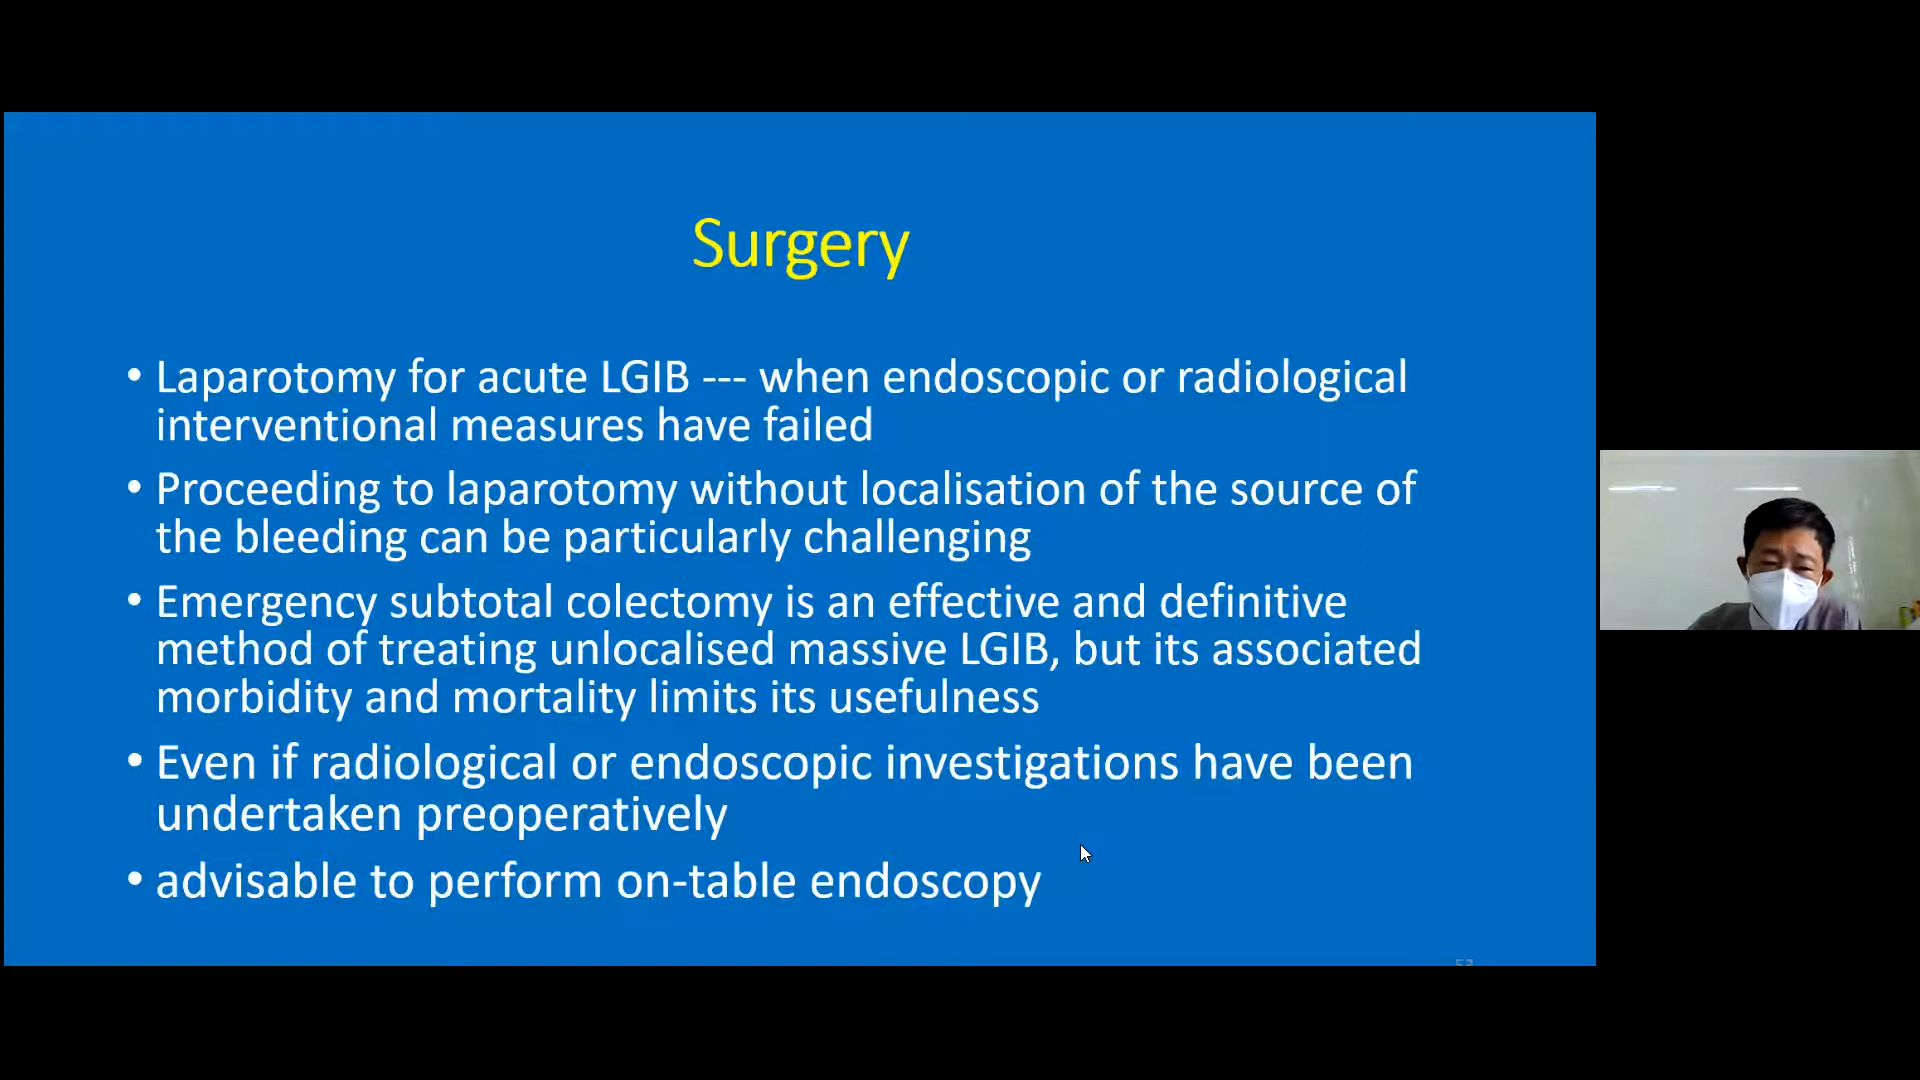 Surgery
• Laparotomy for acute LGIB --- when endoscopic or radiological
interventional measures have failed
• Proceeding to laparotomy without localisation of the source of
the bleeding can be particularly challenging
• Emergency subtotal colectomy is an effective and definitive
method of treating unlocalised massive LGIB, but its associated
morbidity and mortality limits its usefulness
• Even if radiological or endoscopic investigations have been
undertaken preoperatively
• advisable to perform on-table endoscopy